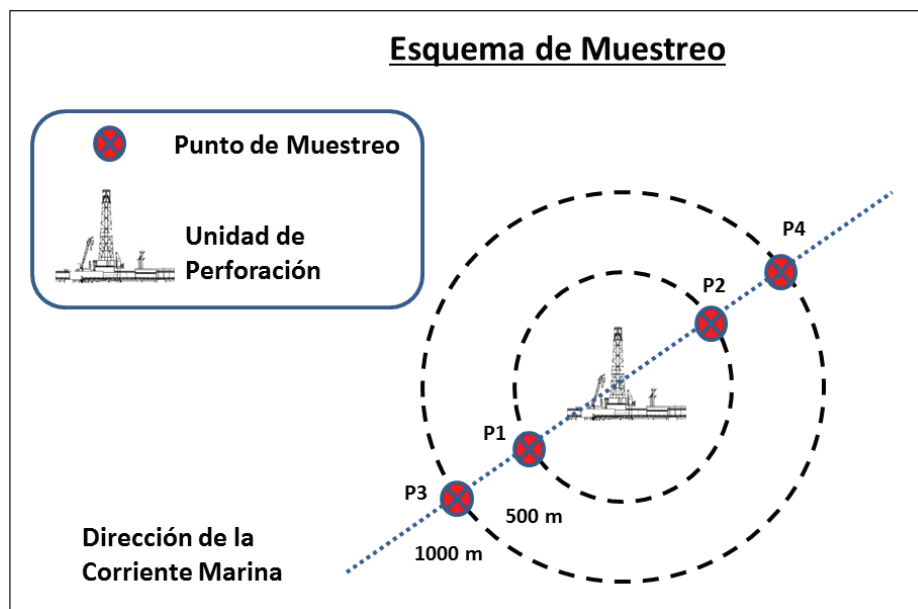 Esquema de Muestreo
Punto de Muestreo
Unidad de
Perforación
P4
P2
P1
P3
500 m
1000 m
Dirección de la
Corriente Marina